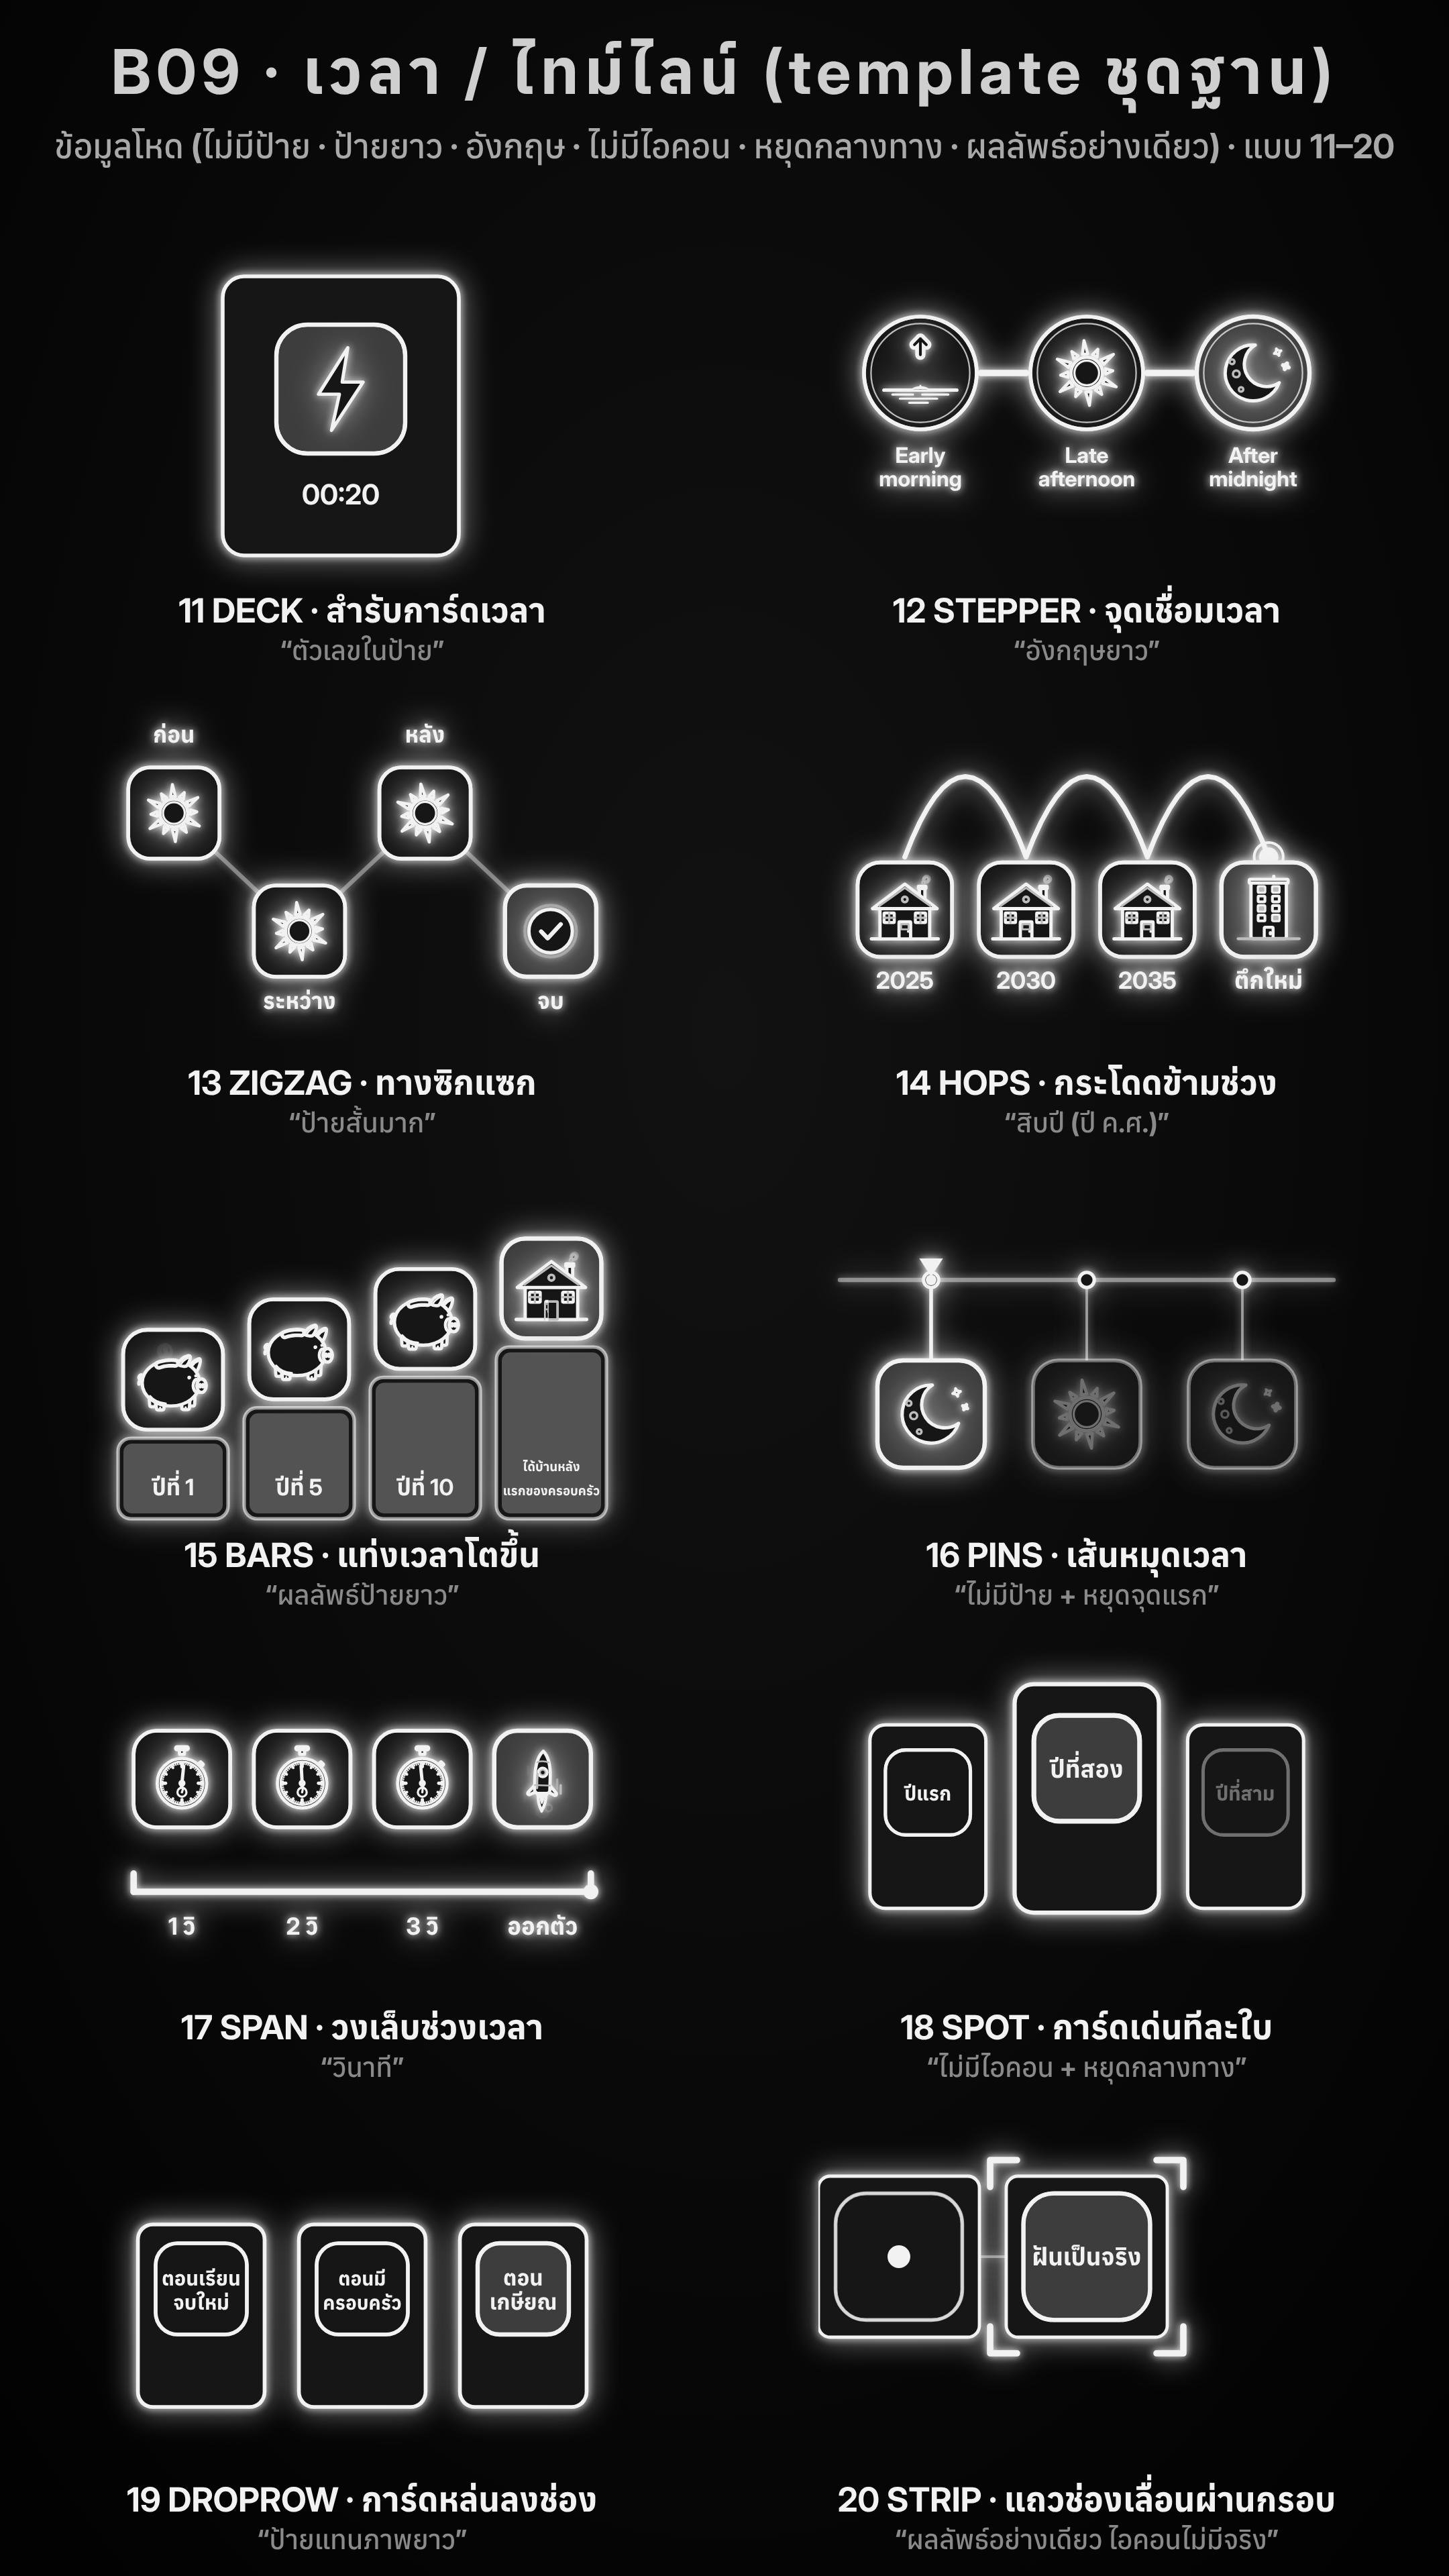 B09 · เวลา / ไทม์ไลน์ (template ชุดฐาน)
ข้อมูลโหด (ไม่มีป้าย · ป้ายยาว · อังกฤษ · ไม่มีไอคอน · หยุดกลางทาง · ผลลัพธ์อย่างเดียว) · แบบ 11–20
00:20
11 DECK · สำรับการ์ดเวลา
“ตัวเลขในป้าย”
Early
morning
Late
afternoon
After
midnight
12 STEPPER · จุดเชื่อมเวลา
“อังกฤษยาว”
ก่อน
หลัง
ระหว่าง
จบ
13 ZIGZAG · ทางซิกแซก
“ป้ายสั้นมาก”
2025
2030
2035
ตึกใหม่
14 HOPS · กระโดดข้ามช่วง
“สิบปี (ปี ค.ศ.)”
ปีที่ 1
ปีที่ 5
ปีที่ 10
ได้บ้านหลัง
แรกของครอบครัว
15 BARS · แท่งเวลาโตขึ้น
“ผลลัพธ์ป้ายยาว”
16 PINS · เส้นหมุดเวลา
“ไม่มีป้าย + หยุดจุดแรก”
1 วิ
2 วิ
3 วิ
ออกตัว
17 SPAN · วงเล็บช่วงเวลา
“วินาที”
ปีแรก
ปีที่สอง
ปีที่สาม
18 SPOT · การ์ดเด่นทีละใบ
“ไม่มีไอคอน + หยุดกลางทาง”
ตอนเรียน
จบใหม่
ตอนมี
ครอบครัว
ตอน
เกษียณ
19 DROPROW · การ์ดหล่นลงช่อง
“ป้ายแทนภาพยาว”
ฝันเป็นจริง
20 STRIP · แถวช่องเลื่อนผ่านกรอบ
“ผลลัพธ์อย่างเดียว ไอคอนไม่มีจริง”